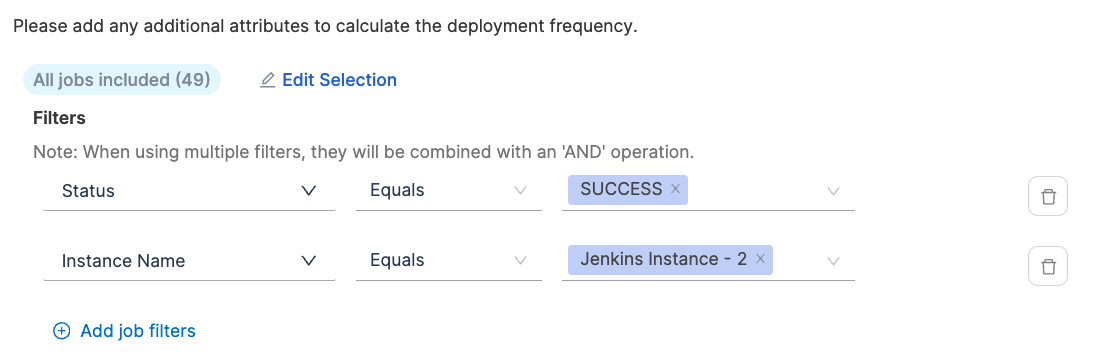 Please add any additional attributes to calculate the deployment frequency.
All jobs included (49) Edit Selection
Filters
Note: When using multiple filters, they will be combined with an 'AND' operation.
Status Equals SUCCESS ×
Instance Name Equals Jenkins Instance - 2 ×
Add job filters